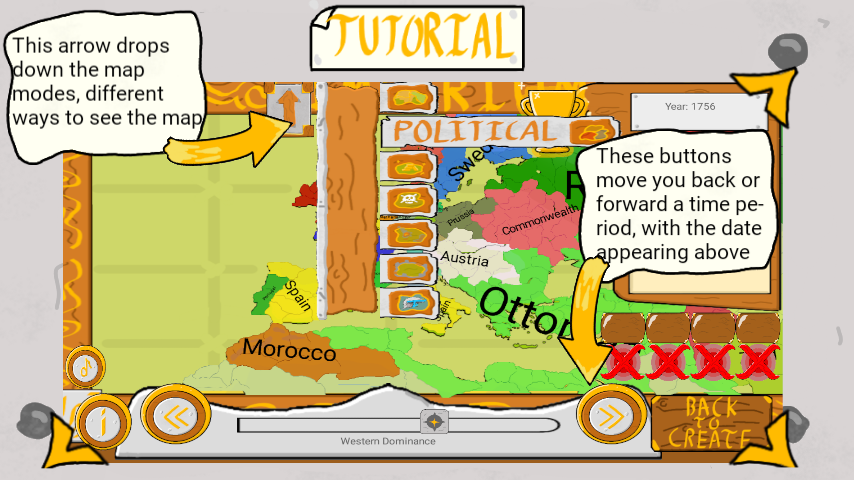 TUTORIAL
This arrow drops
down the map
modes, different
ways to see the map
Year: 1756
POLITICAL
These buttons
move you back or
forward a time pe-
riod, with the date
appearing above
Prussia
Commonwealth
Austria
Spain
Spain
Morocco
Western Dominance
BACK
TO
CREATE